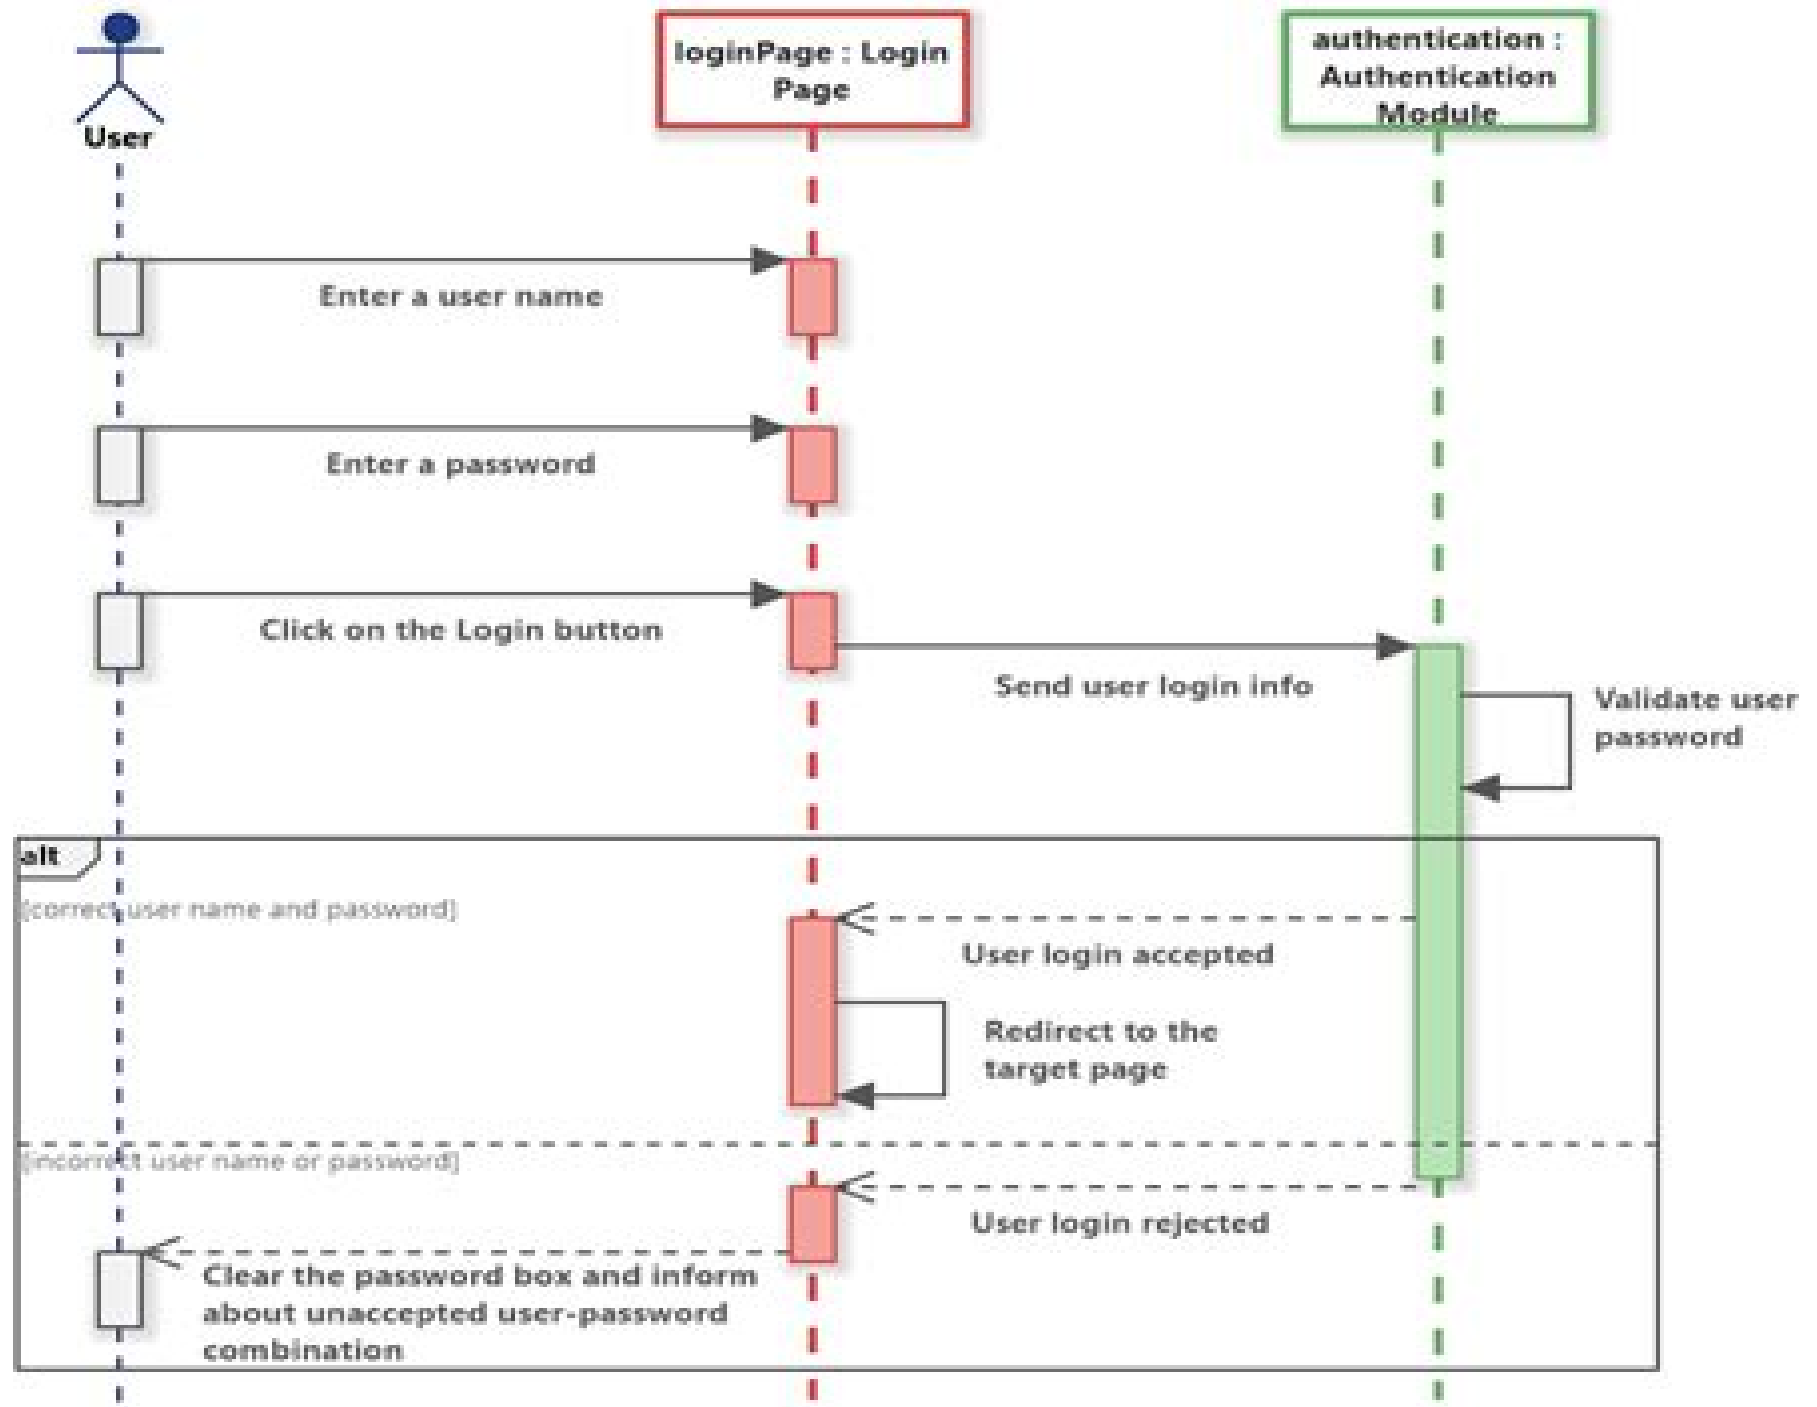 User
loginPage : Login
Page
authentication :
Authentication
Module
Enter a user name
Enter a password
Click on the Login button
Send user login info
Validate user
password
alt
[correct user name and password]
User login accepted
Redirect to the
target page
[incorrect user name or password]
User login rejected
Clear the password box and inform
about unaccepted user-password
combination